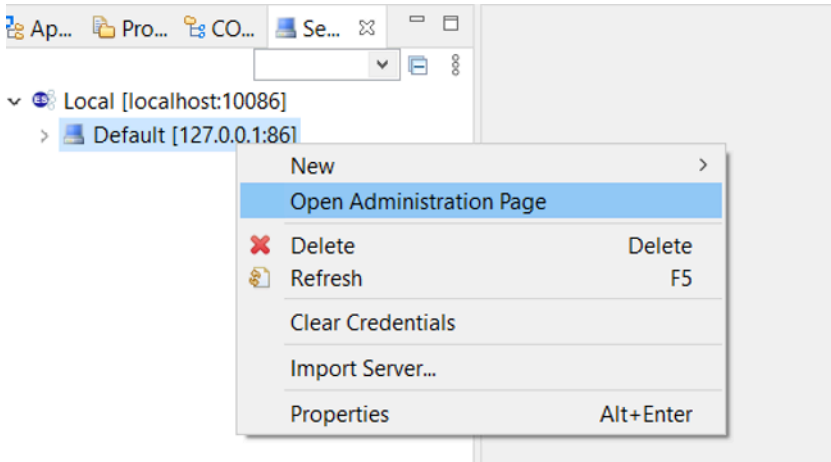 Ap... Pro... CO... Se...
ES Local [localhost:10086]
Default [127.0.0.1:86]
New
Open Administration Page
Delete Delete
Refresh F5
Clear Credentials
Import Server...
Properties Alt+Enter